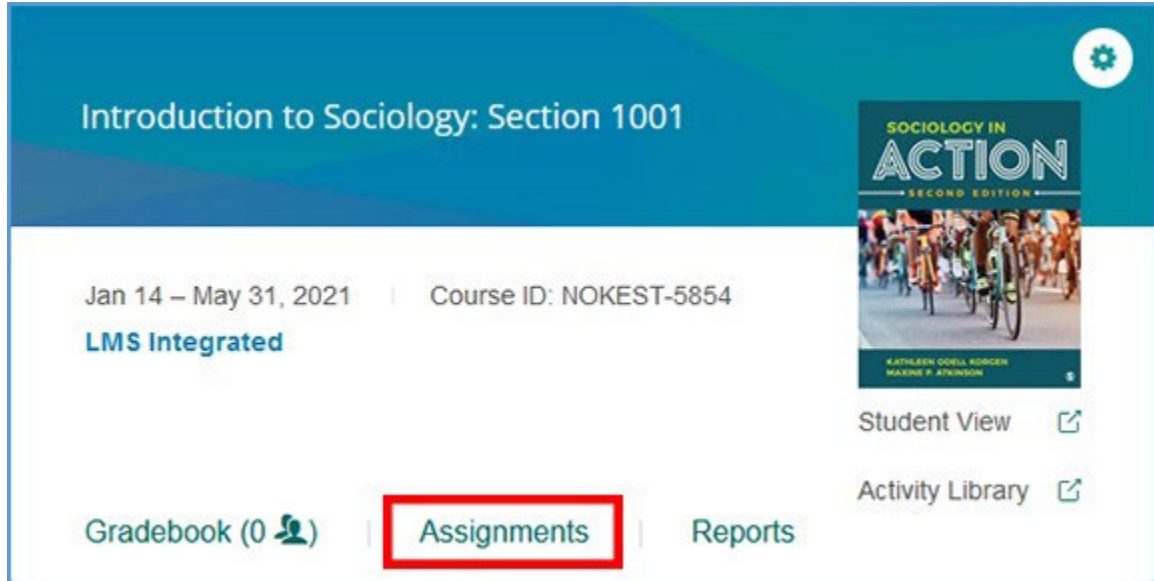 Introduction to Sociology: Section 1001
SOCIOLOGY IN
ACTION
SECOND EDITION
KATHLEEN ODELL KORGEN
MAXINE P. ATKINSON
Jan 14 – May 31, 2021
Course ID: NOKEST-5854
LMS Integrated
Student View
Activity Library
Gradebook (0)
Assignments
Reports